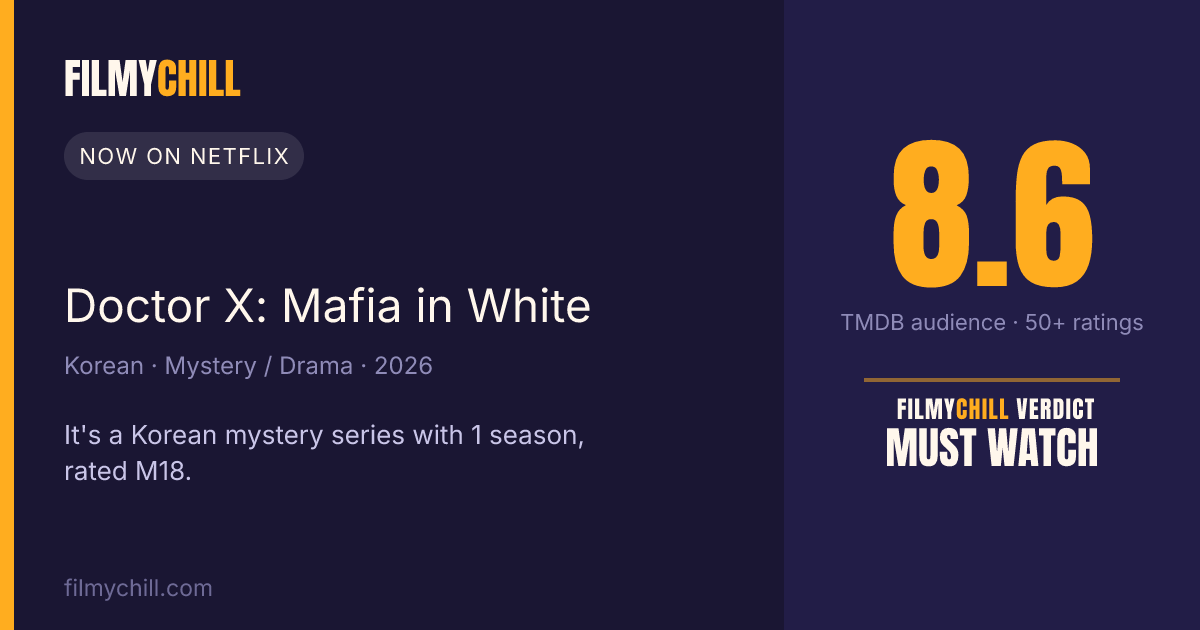 FILMYCHILL
NOW ON NETFLIX
Doctor X: Mafia in White
Korean · Mystery / Drama · 2026
It's a Korean mystery series with 1 season,
rated M18.
filmychill.com
8.6
TMDB audience · 50+ ratings
FILMYCHILL VERDICT
MUST WATCH